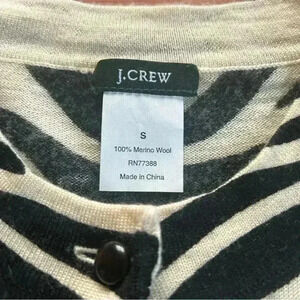 J.CREW
S
100% Merino Wool
RN77388
Made in China